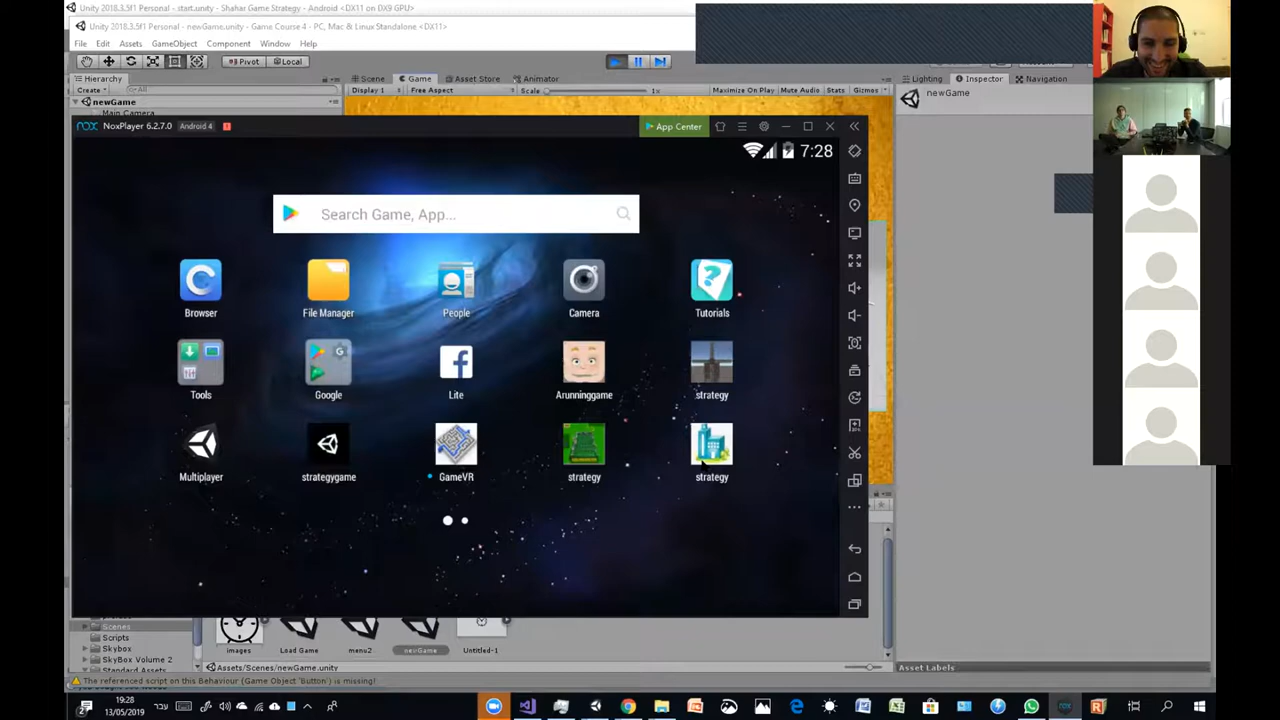 Unity 2018.3.5f1 Personal - start.unity - Shahar Game Strategy - Android <DX11 on DX9 GPU>
Unity 2018.3.5f1 Personal - newGame.unity - Game Course 4 - PC, Mac & Linux Standalone <DX11>
File Edit Assets GameObject Component Window Help
Pivot Local
Hierarchy Scene Game Asset Store Animator Lighting Inspector Navigation
Create All Display 1 Free Aspect Scale 1x Maximize On Play Mute Audio Stats Gizmos
newGame newGame
Main Camera
NoxPlayer 6.2.7.0 Android 4 App Center
7:28
Search Game, App...
Browser File Manager People Camera Tutorials
Tools Google Lite Arunninggame strategy
Multiplayer strategygame GameVR strategy strategy
Scenes
Scripts
Skybox images Load Game menu2 newGame Untitled-1
SkyBox Volume 2
Standard Assets Assets/Scenes/newGame.unity Asset Labels
The referenced script on this Behaviour (Game Object 'Button') is missing!
19:28
13/05/2019 עבר